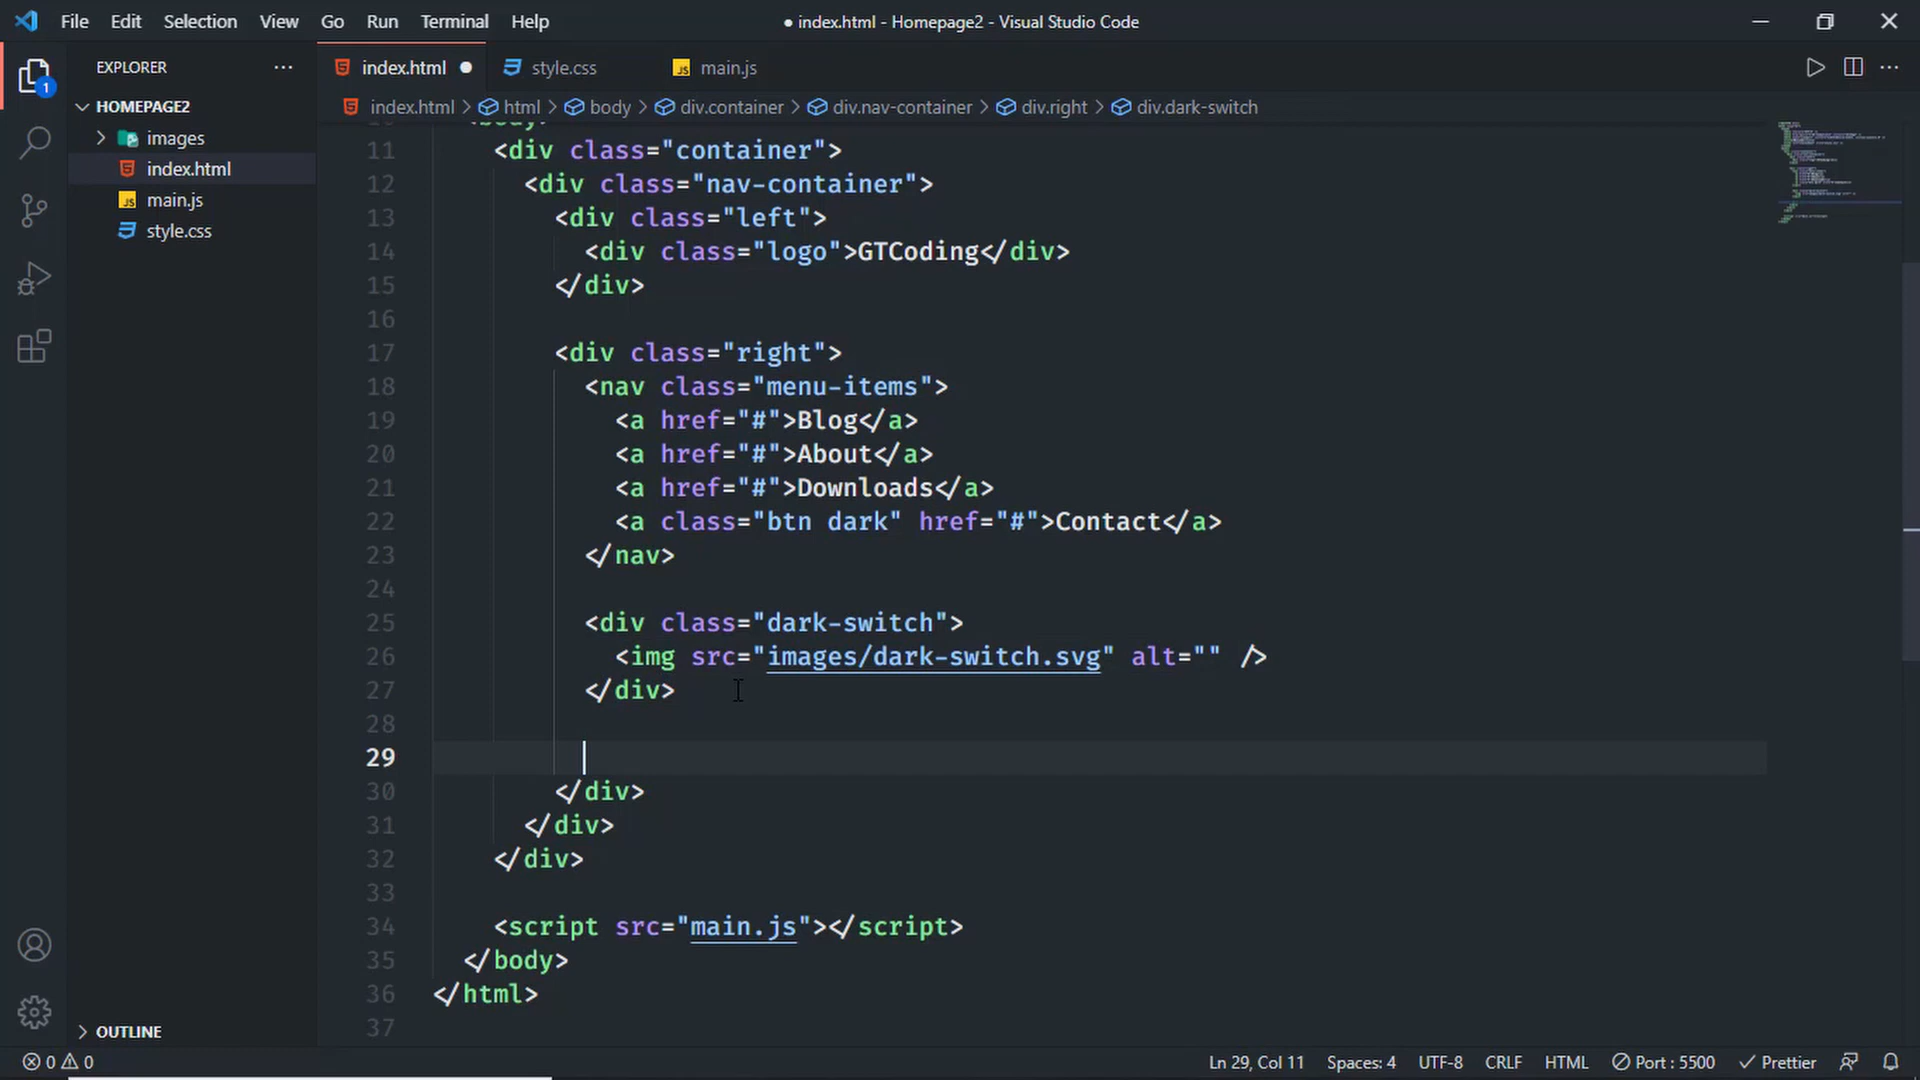 File Edit Selection View Go Run Terminal Help ● index.html - Homepage2 - Visual Studio Code
EXPLORER ··· index.html ● style.css main.js ···
1
HOMEPAGE2
images
index.html
main.js
style.css
OUTLINE
index.html > html > body > div.container > div.nav-container > div.right > div.dark-switch
11 <div class="container">
12 <div class="nav-container">
13 <div class="left">
14 <div class="logo">GTCoding</div>
15 </div>
16
17 <div class="right">
18 <nav class="menu-items">
19 <a href="#">Blog</a>
20 <a href="#">About</a>
21 <a href="#">Downloads</a>
22 <a class="btn dark" href="#">Contact</a>
23 </nav>
24
25 <div class="dark-switch">
26 <img src="images/dark-switch.svg" alt="" />
27 </div>
28
29
30 </div>
31 </div>
32 </div>
33
34 <script src="main.js"></script>
35 </body>
36 </html>
37
0 0 Ln 29, Col 11 Spaces: 4 UTF-8 CRLF HTML Port : 5500 Prettier